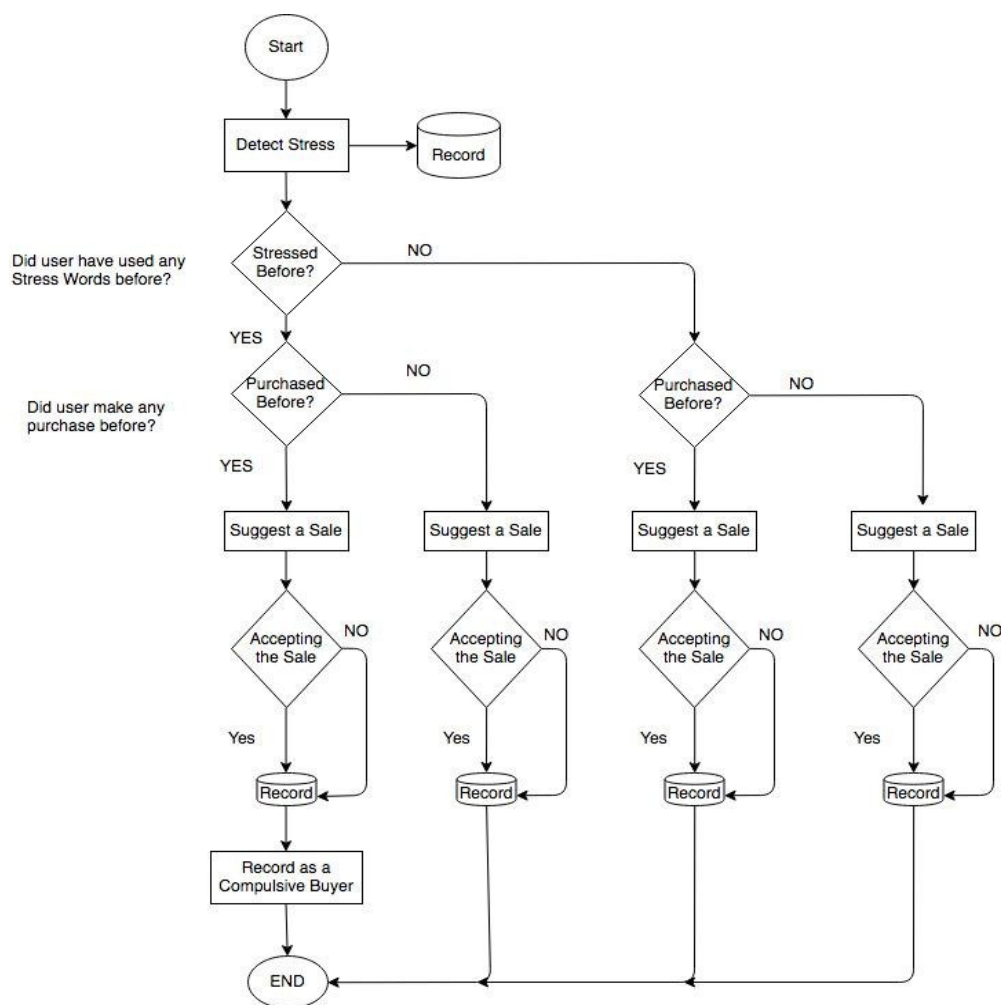 Start
Detect Stress
Record
Did user have used any
Stress Words before?
Stressed
Before?
NO
YES
Did user make any
purchase before?
Purchased
Before?
NO
YES
Purchased
Before?
NO
YES
Suggest a Sale
Suggest a Sale
Suggest a Sale
Suggest a Sale
Accepting
the Sale
NO
Yes
Accepting
the Sale
NO
Yes
Accepting
the Sale
NO
Yes
Accepting
the Sale
NO
Yes
Record
Record
Record
Record
Record as a
Compulsive Buyer
END